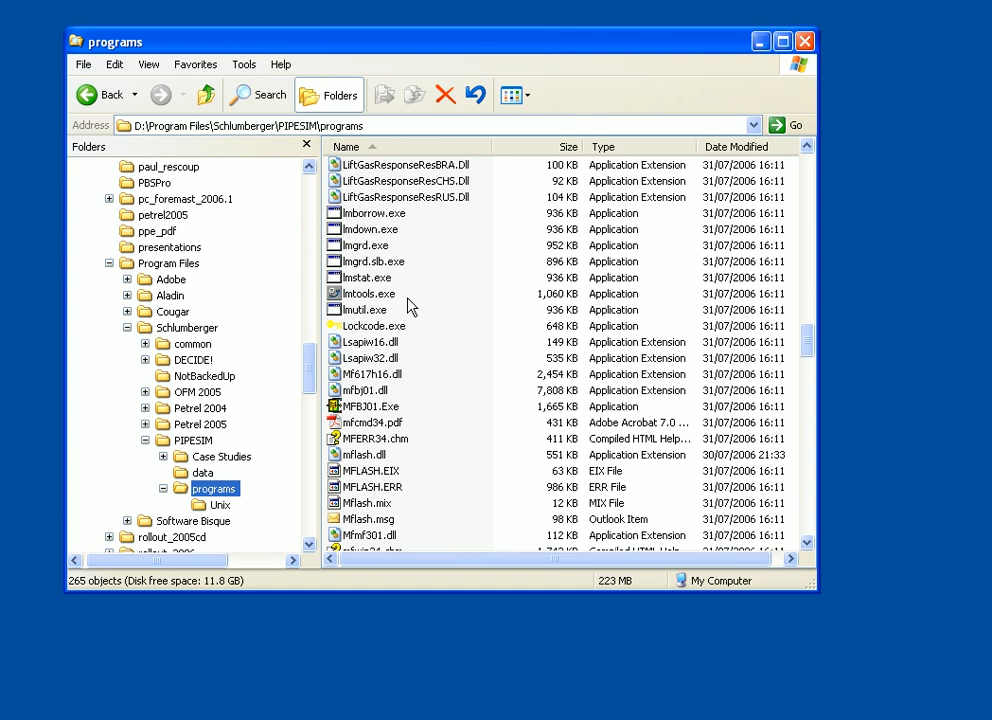 programs
File Edit View Favorites Tools Help
Back Search Folders
Address D:\Program Files\Schlumberger\PIPESIM\programs Go
Folders
paul_rescoup
PBSPro
pc_foremast_2006.1
petrel2005
ppe_pdf
presentations
Program Files
Adobe
Aladin
Cougar
Schlumberger
common
DECIDE!
NotBackedUp
OFM 2005
Petrel 2004
Petrel 2005
PIPESIM
Case Studies
data
programs
Unix
Software Bisque
rollout_2005cd
Name Size Type Date Modified
LiftGasResponseResBRA.Dll 100 KB Application Extension 31/07/2006 16:11
LiftGasResponseResCHS.Dll 92 KB Application Extension 31/07/2006 16:11
LiftGasResponseResRUS.Dll 104 KB Application Extension 31/07/2006 16:11
lmborrow.exe 936 KB Application 31/07/2006 16:11
lmdown.exe 936 KB Application 31/07/2006 16:11
lmgrd.exe 952 KB Application 31/07/2006 16:11
lmgrd.slb.exe 896 KB Application 31/07/2006 16:11
lmstat.exe 936 KB Application 31/07/2006 16:11
lmtools.exe 1,060 KB Application 31/07/2006 16:11
lmutil.exe 936 KB Application 31/07/2006 16:11
Lockcode.exe 648 KB Application 31/07/2006 16:11
Lsapiw16.dll 149 KB Application Extension 31/07/2006 16:11
Lsapiw32.dll 535 KB Application Extension 31/07/2006 16:11
Mf617h16.dll 2,454 KB Application Extension 31/07/2006 16:11
mfbj01.dll 7,808 KB Application Extension 31/07/2006 16:11
MFBJ01.Exe 1,665 KB Application 31/07/2006 16:11
mfcmd34.pdf 431 KB Adobe Acrobat 7.0 ... 31/07/2006 16:11
MFERR34.chm 411 KB Compiled HTML Help... 31/07/2006 16:11
mflash.dll 551 KB Application Extension 30/07/2006 21:33
MFLASH.EIX 63 KB EIX File 31/07/2006 16:11
MFLASH.ERR 986 KB ERR File 31/07/2006 16:11
Mflash.mix 12 KB MIX File 31/07/2006 16:11
Mflash.msg 98 KB Outlook Item 31/07/2006 16:11
Mfmf301.dll 112 KB Application Extension 31/07/2006 16:11
265 objects (Disk free space: 11.8 GB) 223 MB My Computer